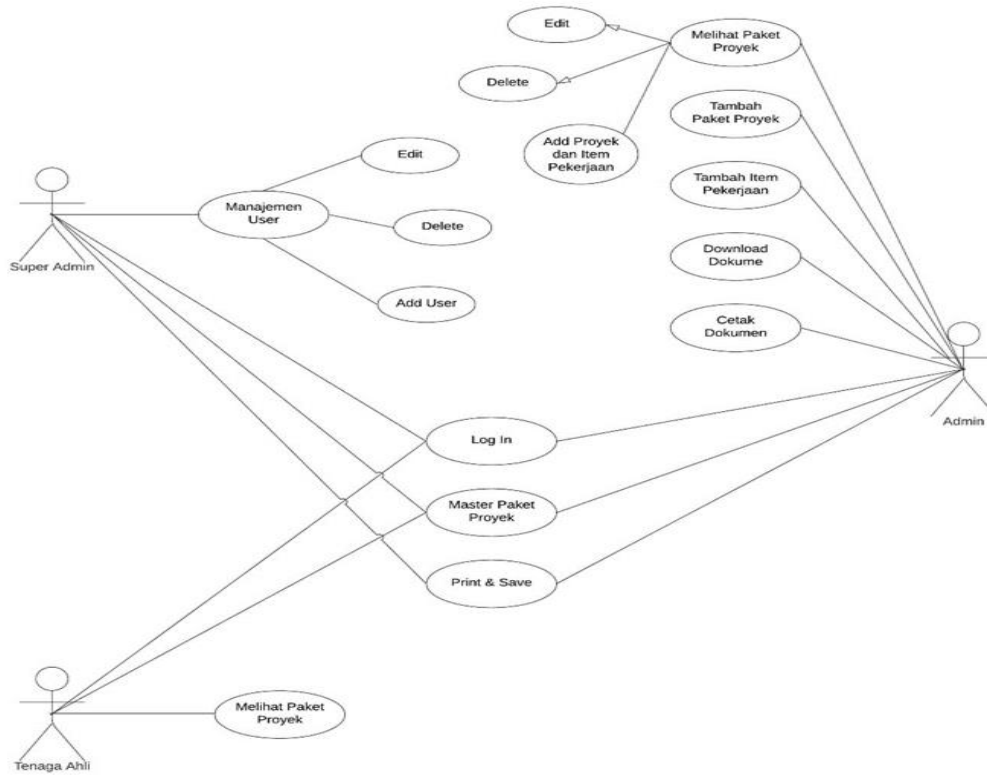 Edit
Melihat Paket
Proyek
Delete
Tambah
Paket Proyek
Add Proyek
dan Item
Pekerjaan
Edit
Tambah Item
Pekerjaan
Manajemen
User
Delete
Super Admin
Download
Dokume
Add User
Cetak
Dokumen
Admin
Log In
Master Paket
Proyek
Print & Save
Melihat Paket
Proyek
Tenaga Ahli